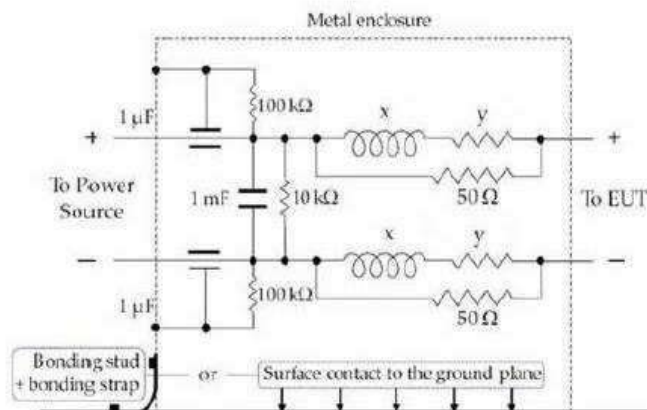 Metal enclosure
100 kΩ
1 µF
x
y
+
+
50 Ω
To Power
Source
1 mF
10 kΩ
To EUT
x
y
−
−
100 kΩ
1 µF
50 Ω
Bonding stud
+ bonding strap
or
Surface contact to the ground plane